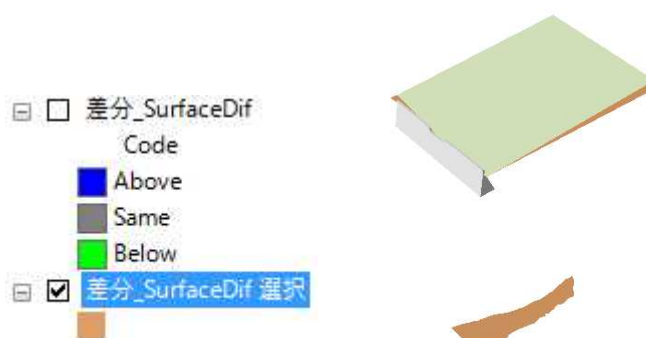 差分_SurfaceDif
Code
Above
Same
Below
差分_SurfaceDif 選択